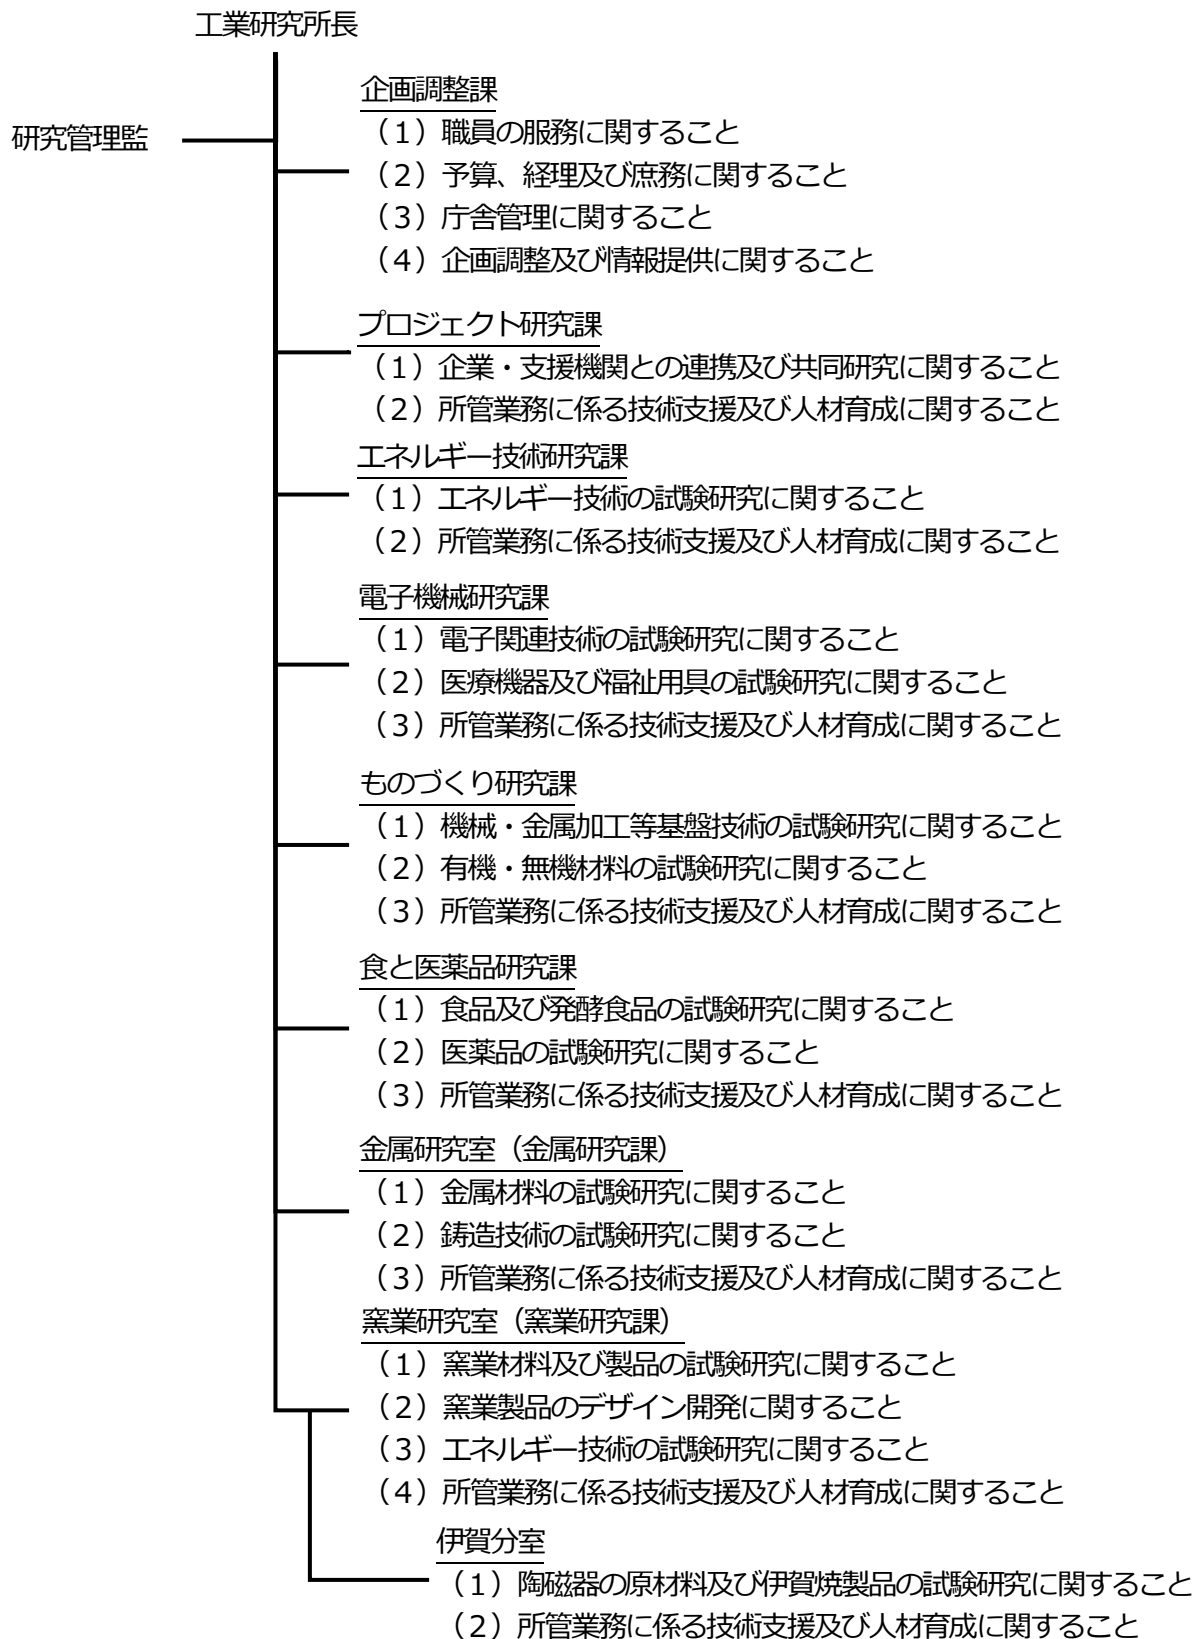 工業研究所長
企画調整課
研究管理監
（1）職員の服務に関すること
（2）予算、経理及び庶務に関すること
（3）庁舎管理に関すること
（4）企画調整及び情報提供に関すること
プロジェクト研究課
（1）企業・支援機関との連携及び共同研究に関すること
（2）所管業務に係る技術支援及び人材育成に関すること
エネルギー技術研究課
（1）エネルギー技術の試験研究に関すること
（2）所管業務に係る技術支援及び人材育成に関すること
電子機械研究課
（1）電子関連技術の試験研究に関すること
（2）医療機器及び福祉用具の試験研究に関すること
（3）所管業務に係る技術支援及び人材育成に関すること
ものづくり研究課
（1）機械・金属加工等基盤技術の試験研究に関すること
（2）有機・無機材料の試験研究に関すること
（3）所管業務に係る技術支援及び人材育成に関すること
食と医薬品研究課
（1）食品及び発酵食品の試験研究に関すること
（2）医薬品の試験研究に関すること
（3）所管業務に係る技術支援及び人材育成に関すること
金属研究室（金属研究課）
（1）金属材料の試験研究に関すること
（2）鋳造技術の試験研究に関すること
（3）所管業務に係る技術支援及び人材育成に関すること
窯業研究室（窯業研究課）
（1）窯業材料及び製品の試験研究に関すること
（2）窯業製品のデザイン開発に関すること
（3）エネルギー技術の試験研究に関すること
（4）所管業務に係る技術支援及び人材育成に関すること
伊賀分室
（1）陶磁器の原材料及び伊賀焼製品の試験研究に関すること
（2）所管業務に係る技術支援及び人材育成に関すること